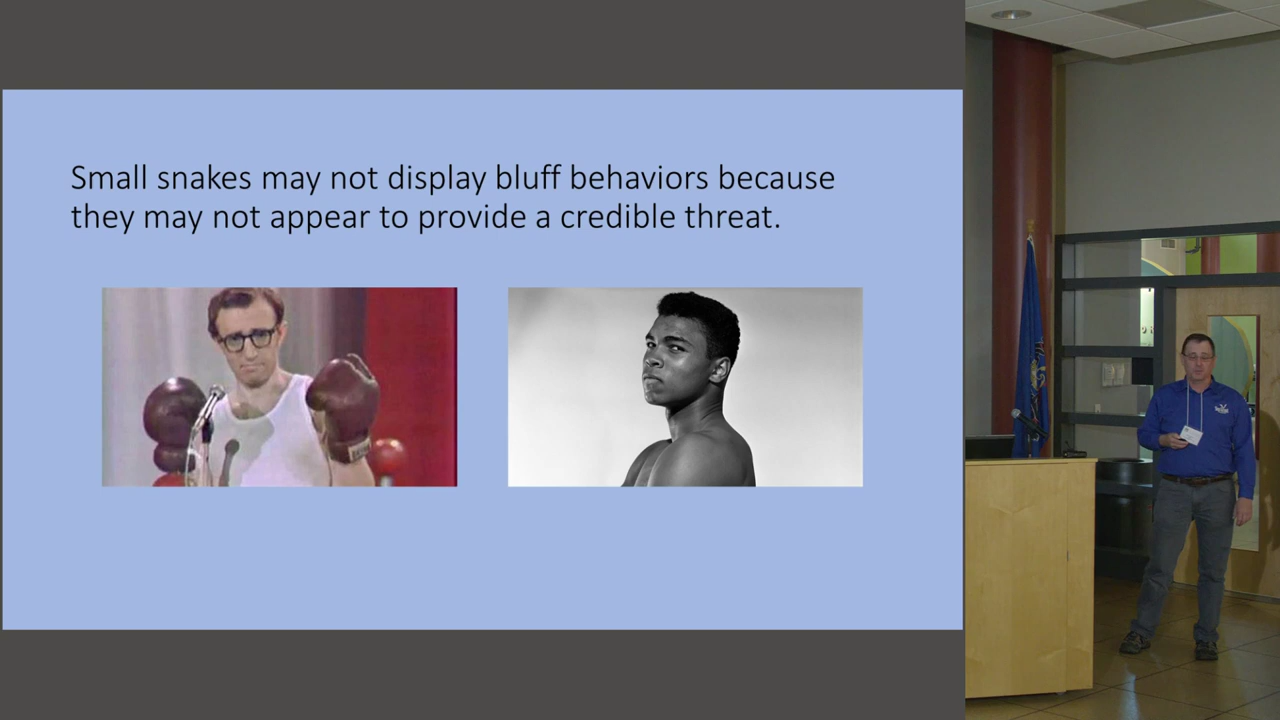 Small snakes may not display bluff behaviors because
they may not appear to provide a credible threat.